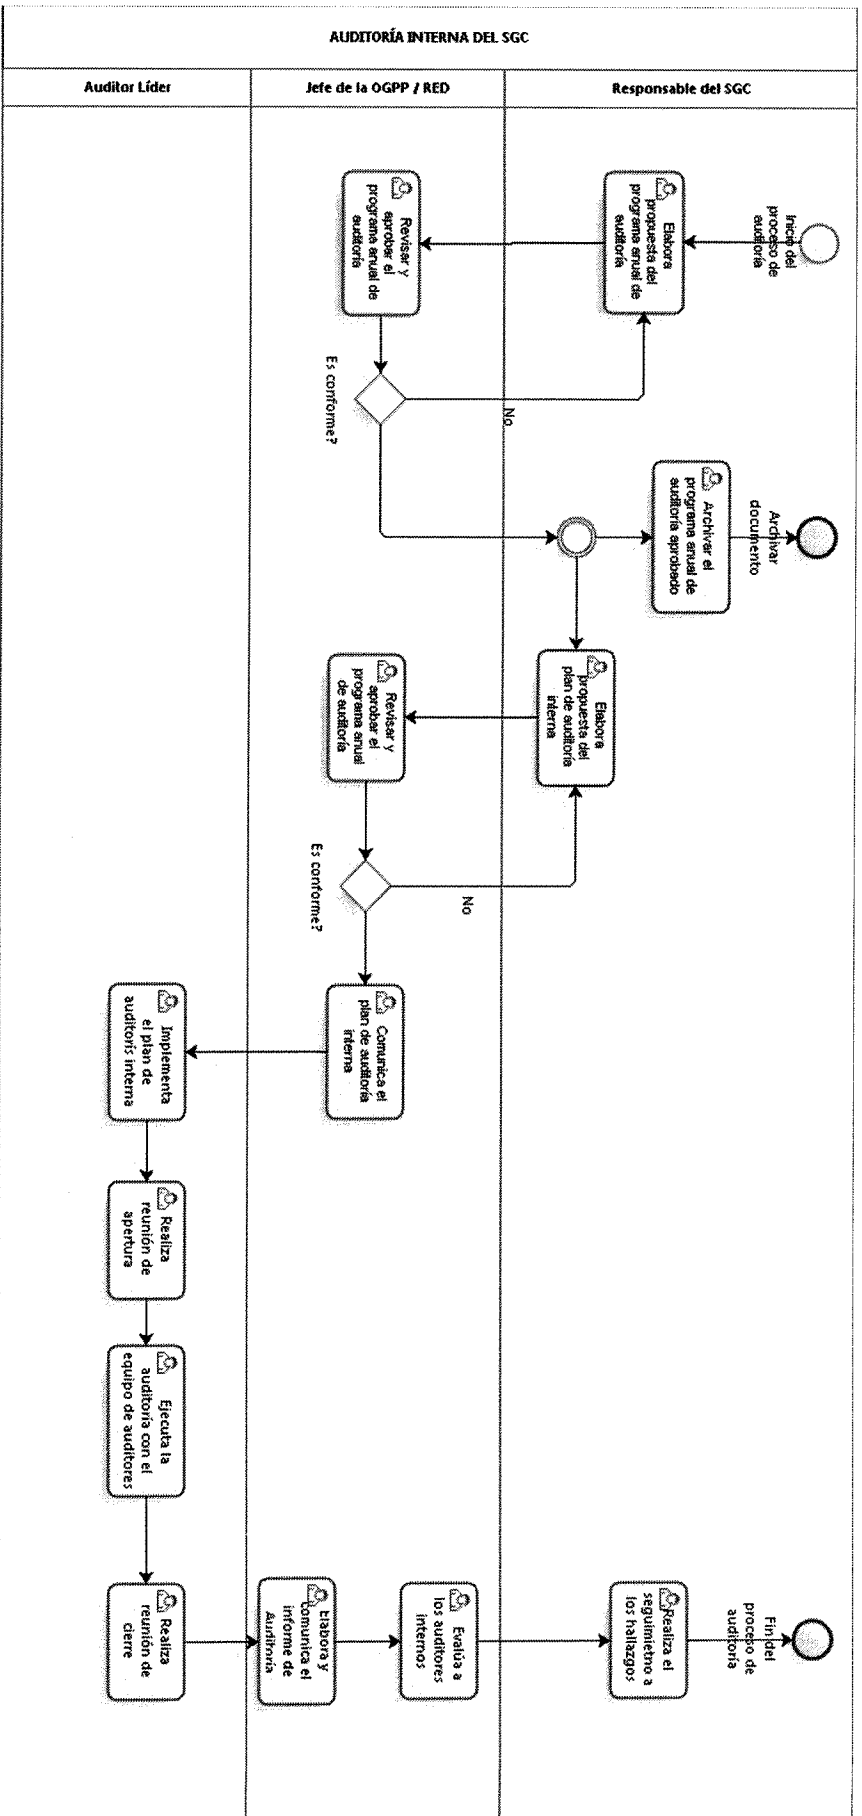 AUDITORÍA INTERNA DEL SGC
Auditor Líder
Jefe de la OGPP / RED
Responsable del SGC
Inicio del
proceso de
auditoría
Elabora
propuesta del
programa anual de
auditoría
Revisar y
aprobar el
programa anual de
auditoría
Es conforme?
No
Archivar el
programa anual de
auditoría aprobado
Archivar
documento
Elabora
propuesta del
plan de auditoría
interna
Revisar y
aprobar el
programa anual
de auditoría
Es conforme?
No
Comunica el
plan de auditoría
interna
Implementa
el plan de
auditorís interna
Realiza
reunión de
apertura
Ejecuta la
auditoría con el
equipo de auditores
Realiza
reunión de
cierre
Elabora y
comunica el
informe de
Auditoría
Evalúa a
los auditores
internos
Realiza el
seguimietno a
los hallazgos
Fin del
proceso de
auditoría